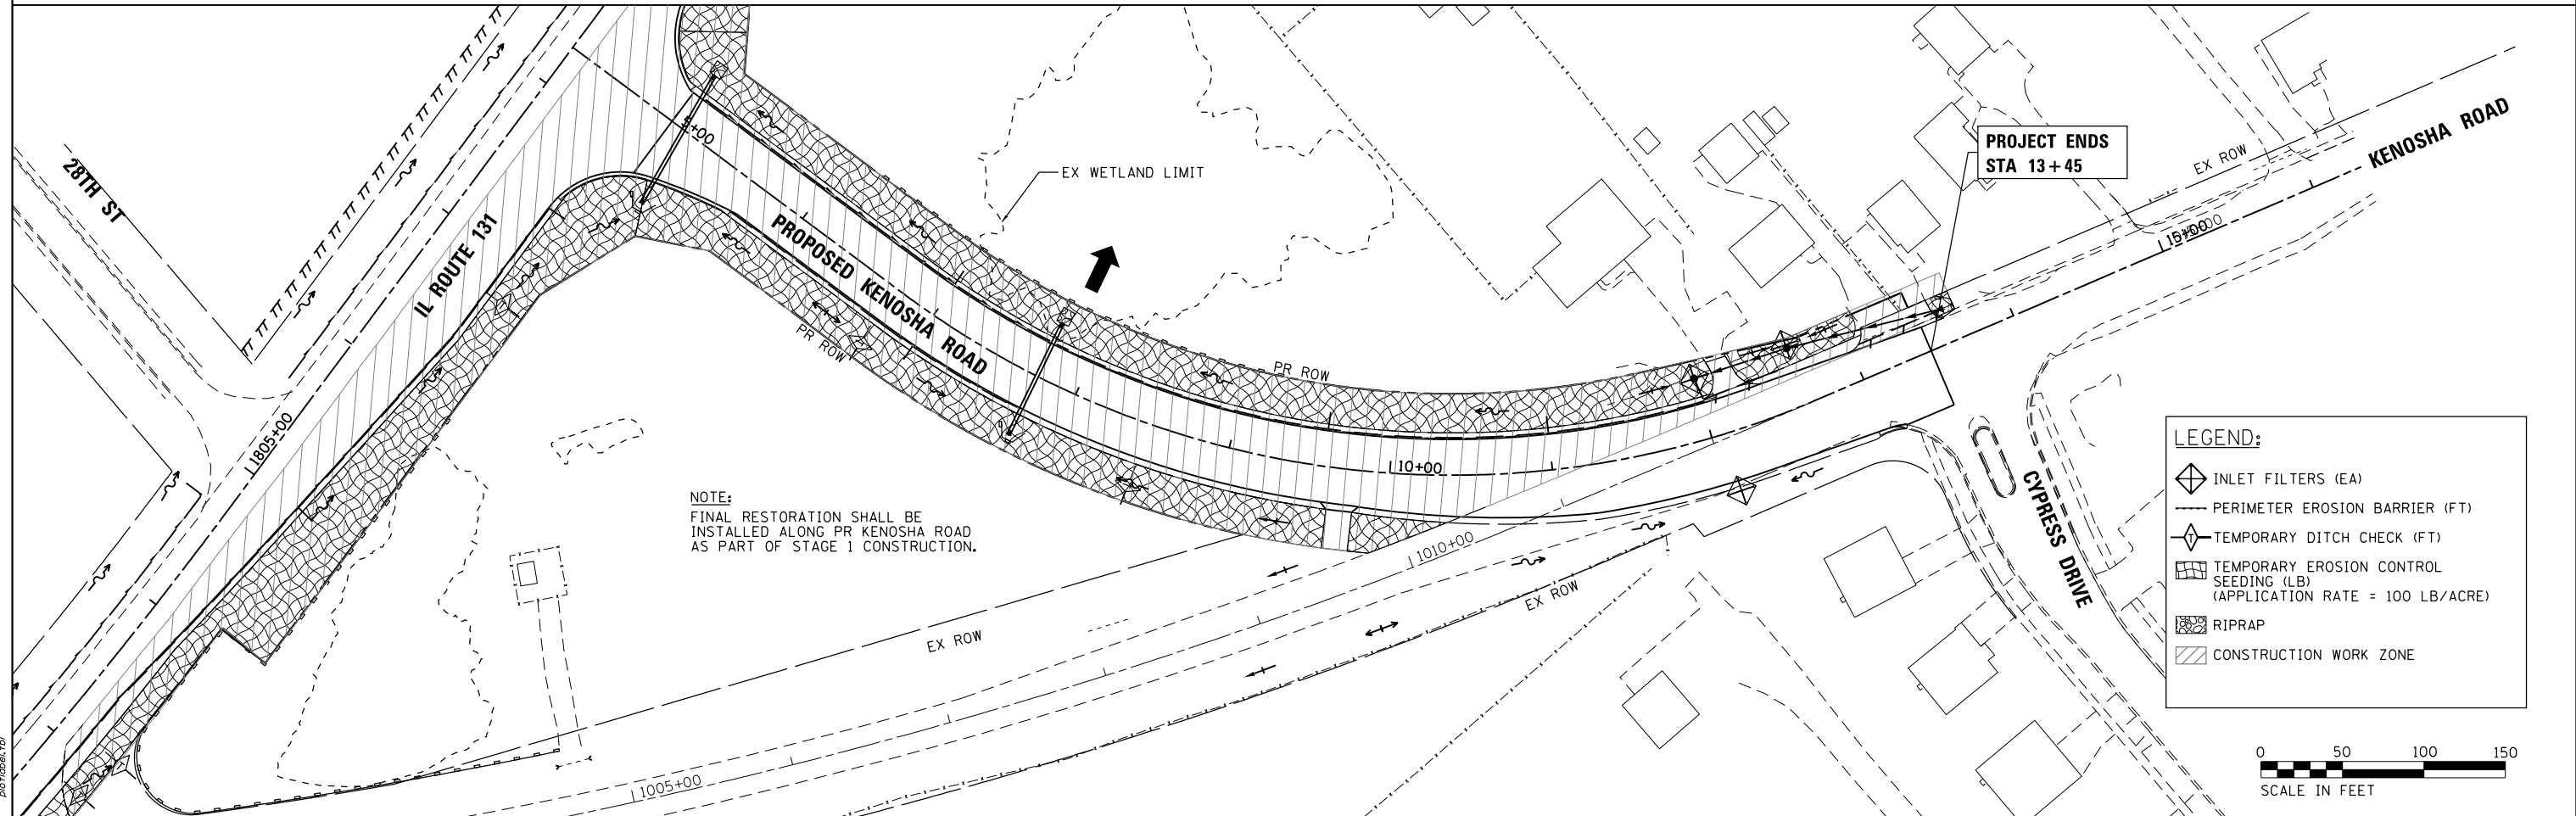 28TH ST
IL ROUTE 131
1805+00
5+00
PROPOSED KENOSHA ROAD
PR ROW
EX WETLAND LIMIT
PR ROW
10+00
PROJECT ENDS
STA 13+45
EX ROW
KENOSHA ROAD
NOTE:
FINAL RESTORATION SHALL BE
INSTALLED ALONG PR KENOSHA ROAD
AS PART OF STAGE 1 CONSTRUCTION.
1010+00
EX ROW
EX ROW
1005+00
CYPRESS DRIVE
LEGEND:
INLET FILTERS (EA)
PERIMETER EROSION BARRIER (FT)
T
TEMPORARY DITCH CHECK (FT)
TEMPORARY EROSION CONTROL
SEEDING (LB)
(APPLICATION RATE = 100 LB/ACRE)
RIPRAP
CONSTRUCTION WORK ZONE
0 50 100 150
SCALE IN FEET